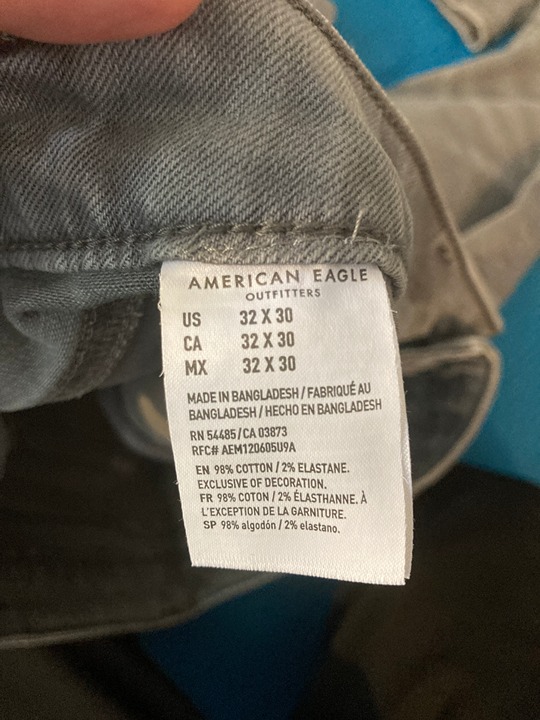 AMERICAN EAGLE
OUTFITTERS
US 32 X 30
CA 32 X 30
MX 32 X 30
MADE IN BANGLADESH / FABRIQUÉ AU
BANGLADESH / HECHO EN BANGLADESH
RN 54485/CA 03873
RFC# AEM120605U9A
EN 98% COTTON / 2% ELASTANE.
EXCLUSIVE OF DECORATION.
FR 98% COTON / 2% ÉLASTHANNE. À
L'EXCEPTION DE LA GARNITURE.
SP 98% algodón / 2% elastano.